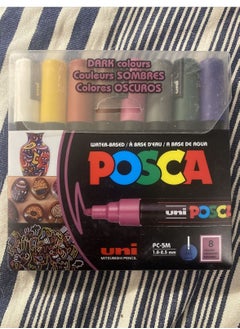 DARK colours
Couleurs SOMBRES
Colores OSCUROS
WATER-BASED / À BASE D'EAU / A BASE DE AGUA
POSCA
uni POSC
uni
MITSUBISHI PENCIL
PC-5M
1.8-2.5 mm
8